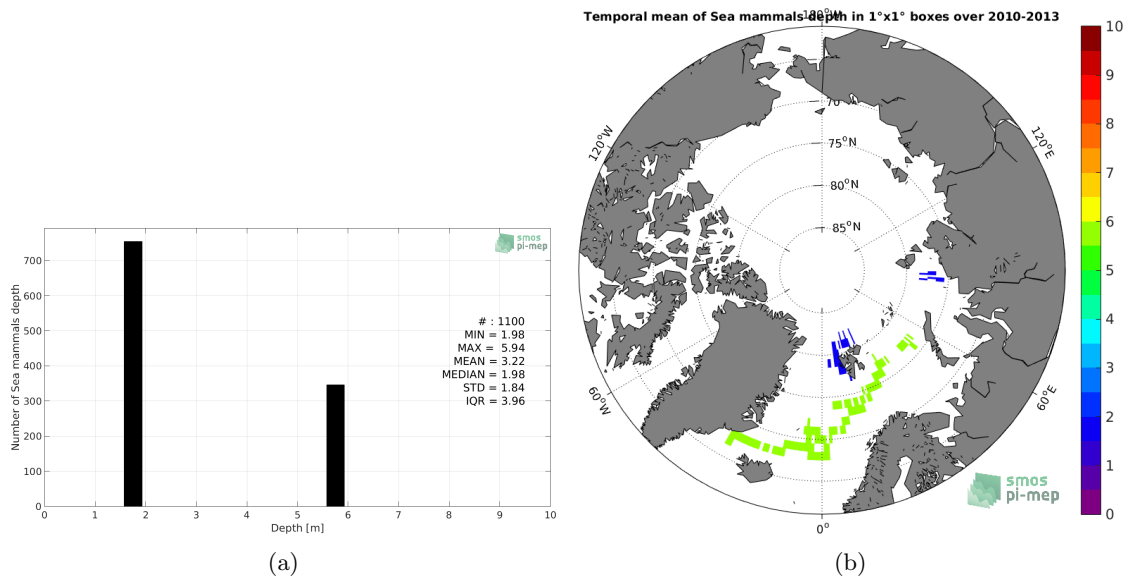 smos
pi-mep
Number of Sea mammals depth
700
600
500
400
300
200
100
0
# : 1100
MIN = 1.98
MAX = 5.94
MEAN = 3.22
MEDIAN = 1.98
STD = 1.84
IQR = 3.96
0 1 2 3 4 5 6 7 8 9 10
Depth [m]
(a)
Temporal mean of Sea mammals depth in 1°x1° boxes over 2010-2013
180°W
120°W
120°E
60°W
60°E
0°
70
75°N
80°N
85°N
10
9
8
7
6
5
4
3
2
1
0
smos
pi-mep
(b)